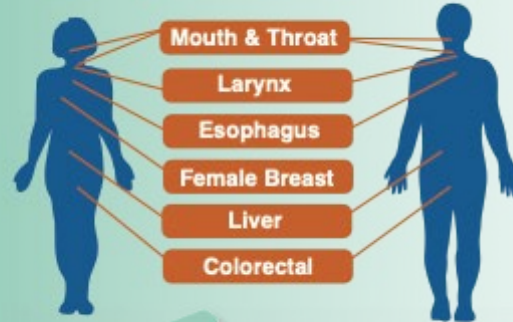 Mouth & Throat
Larynx
Esophagus
Female Breast
Liver
Colorectal